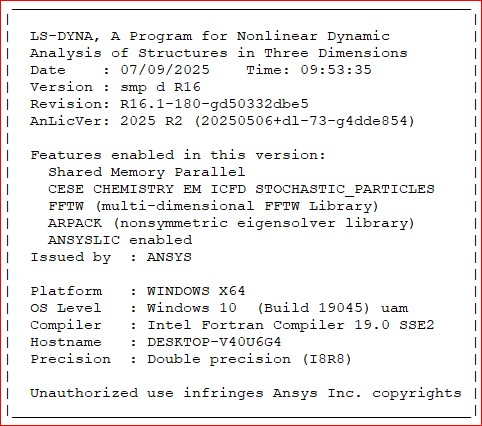 LS-DYNA, A Program for Nonlinear Dynamic
Analysis of Structures in Three Dimensions
Date    : 07/09/2025    Time: 09:53:35
Version : smp d R16
Revision: R16.1-180-gd50332dbe5
AnLicVer: 2025 R2 (20250506+dl-73-g4dde854)
Features enabled in this version:
Shared Memory Parallel
CESE CHEMISTRY EM ICFD STOCHASTIC_PARTICLES
FFTW (multi-dimensional FFTW Library)
ARPACK (nonsymmetric eigensolver library)
ANSYSLIC enabled
Issued by  : ANSYS
Platform   : WINDOWS X64
OS Level   : Windows 10  (Build 19045) uam
Compiler   : Intel Fortran Compiler 19.0 SSE2
Hostname   : DESKTOP-V40U6G4
Precision  : Double precision (I8R8)
Unauthorized use infringes Ansys Inc. copyrights